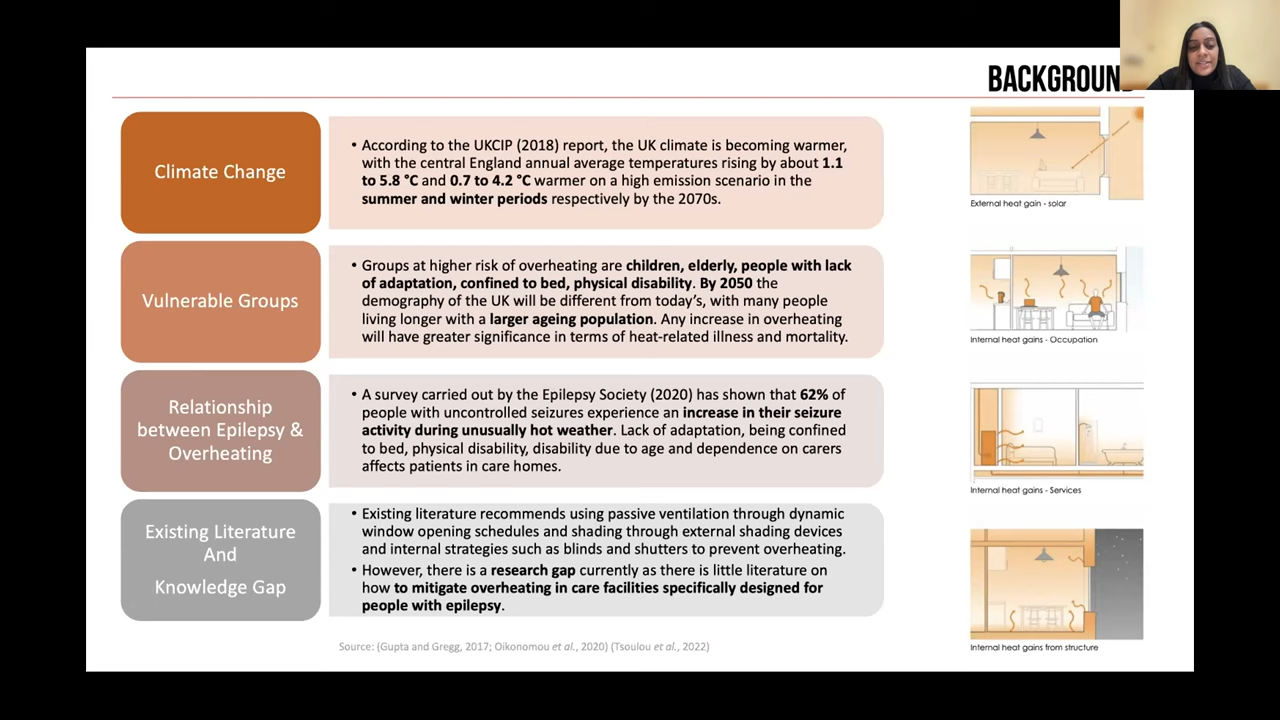 BACKGROUN
Climate Change
• According to the UKCIP (2018) report, the UK climate is becoming warmer,
with the central England annual average temperatures rising by about 1.1
to 5.8 °C and 0.7 to 4.2 °C warmer on a high emission scenario in the
summer and winter periods respectively by the 2070s.
Vulnerable Groups
• Groups at higher risk of overheating are children, elderly, people with lack
of adaptation, confined to bed, physical disability. By 2050 the
demography of the UK will be different from today's, with many people
living longer with a larger ageing population. Any increase in overheating
will have greater significance in terms of heat-related illness and mortality.
Relationship
between Epilepsy &
Overheating
• A survey carried out by the Epilepsy Society (2020) has shown that 62% of
people with uncontrolled seizures experience an increase in their seizure
activity during unusually hot weather. Lack of adaptation, being confined
to bed, physical disability, disability due to age and dependence on carers
affects patients in care homes.
Existing Literature
And
Knowledge Gap
• Existing literature recommends using passive ventilation through dynamic
window opening schedules and shading through external shading devices
and internal strategies such as blinds and shutters to prevent overheating.
• However, there is a research gap currently as there is little literature on
how to mitigate overheating in care facilities specifically designed for
people with epilepsy.
Source: (Gupta and Gregg, 2017; Oikonomou et al., 2020) (Tsoulou et al., 2022)
External heat gain - solar
Internal heat gains - Occupation
Internal heat gains - Services
Internal heat gains from structure